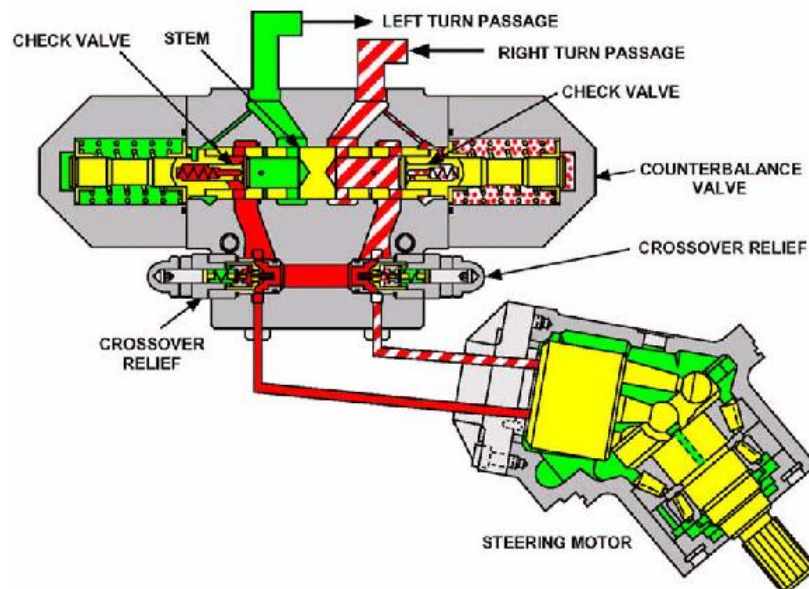 LEFT TURN PASSAGE
CHECK VALVE
STEM
RIGHT TURN PASSAGE
CHECK VALVE
COUNTERBALANCE
VALVE
CROSSOVER RELIEF
CROSSOVER
RELIEF
STEERING MOTOR